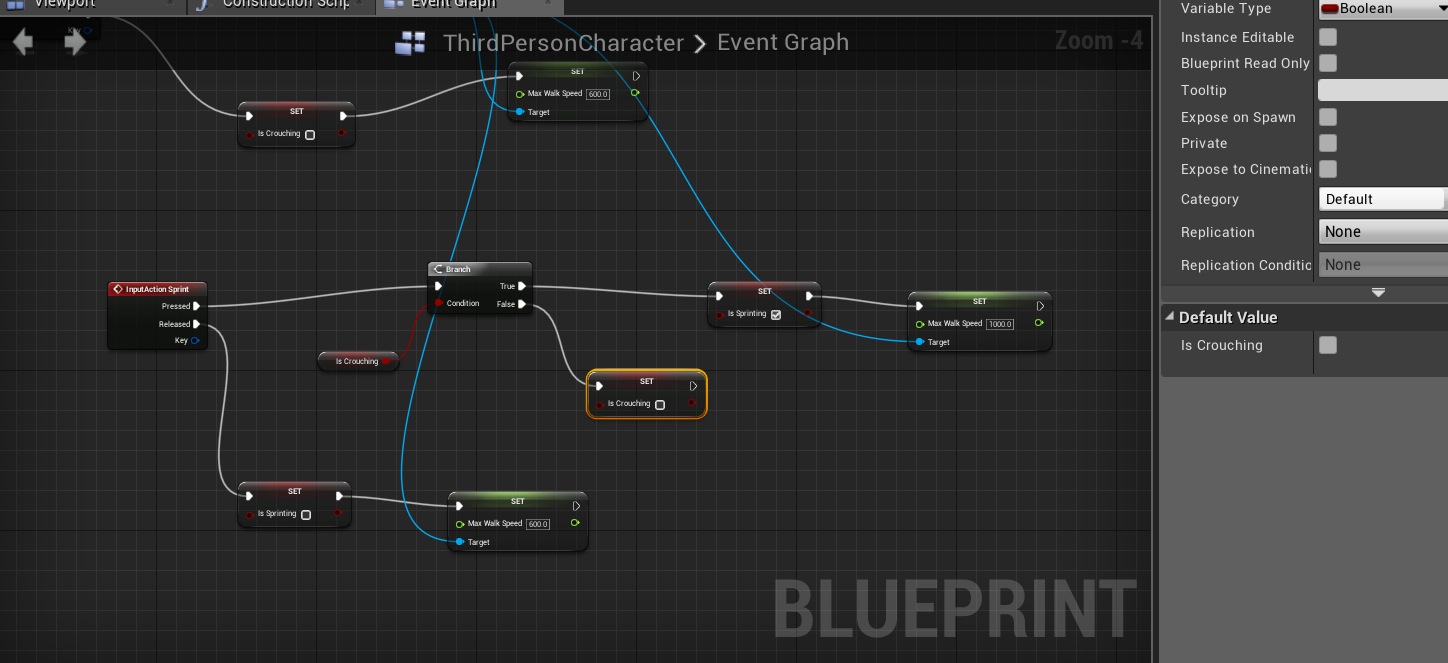 Viewport
Construction Scrip
Event Graph
ThirdPersonCharacter > Event Graph
Zoom -4
SET
Max Walk Speed 600.0
Target
SET
Is Crouching
Branch
True
Condition
False
InputAction Sprint
Pressed
Released
Key
Is Crouching
SET
Is Sprinting
SET
Max Walk Speed 1000.0
Target
SET
Is Crouching
SET
Is Sprinting
SET
Max Walk Speed 600.0
Target
BLUEPRINT
Variable Type Boolean
Instance Editable
Blueprint Read Only
Tooltip
Expose on Spawn
Private
Expose to Cinemati
Category Default
Replication None
Replication Conditic None
Default Value
Is Crouching